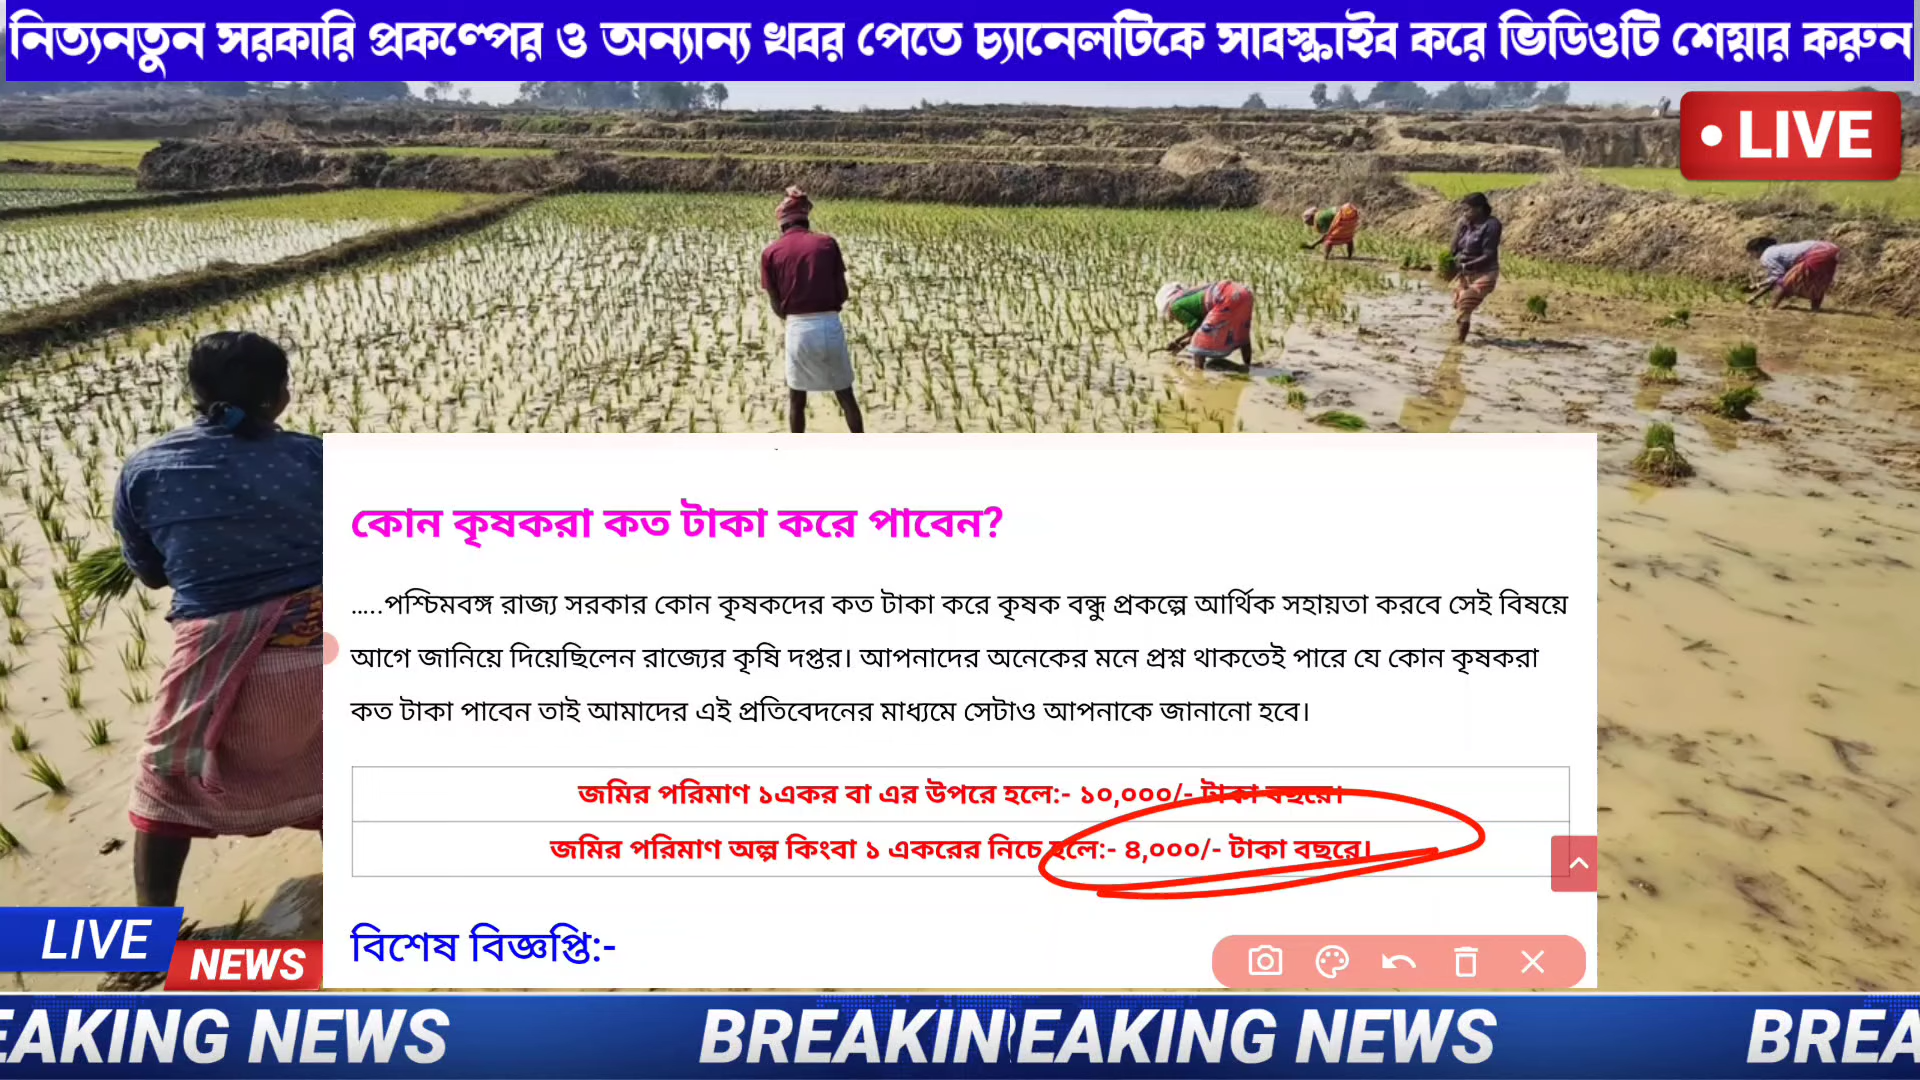 নিত্যনতুন সরকারি প্রকল্পের ও অন্যান্য খবর পেতে চ্যানেলটিকে সাবস্ক্রাইব করে ভিডিওটি শেয়ার করুন
LIVE
কোন কৃষকরা কত টাকা করে পাবেন?
.....পশ্চিমবঙ্গ রাজ্য সরকার কোন কৃষকদের কত টাকা করে কৃষক বন্ধু প্রকল্পে আর্থিক সহায়তা করবে সেই বিষয়ে
আগে জানিয়ে দিয়েছিলেন রাজ্যের কৃষি দপ্তর। আপনাদের অনেকের মনে প্রশ্ন থাকতেই পারে যে কোন কৃষকরা
কত টাকা পাবেন তাই আমাদের এই প্রতিবেদনের মাধ্যমে সেটাও আপনাকে জানানো হবে।
জমির পরিমাণ ১একর বা এর উপরে হলে:- ১০,০০০/- টাকা বছরে।
জমির পরিমাণ অল্প কিংবা ১ একরের নিচে হলে:- ৪,০০০/- টাকা বছরে।
বিশেষ বিজ্ঞপ্তি:-
LIVE
NEWS
EAKING NEWS BREAKIN EAKING NEWS BREA